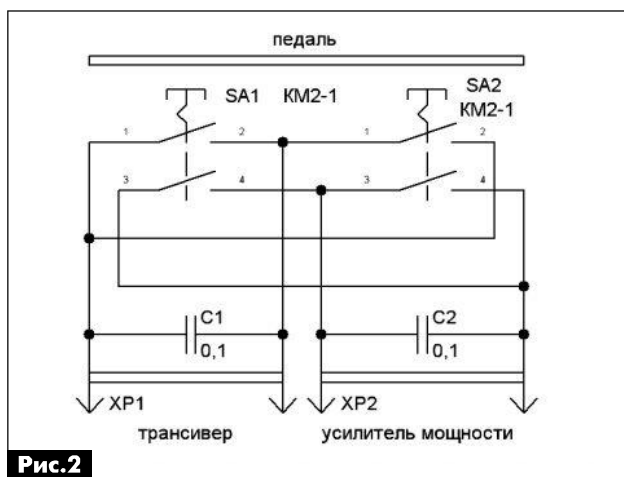 педаль
SA1 КМ2-1
SA2
КМ2-1
1 2 1 2
3 4 3 4
C1
0,1
C2
0,1
XP1
XP2
трансивер
усилитель мощности
Рис.2